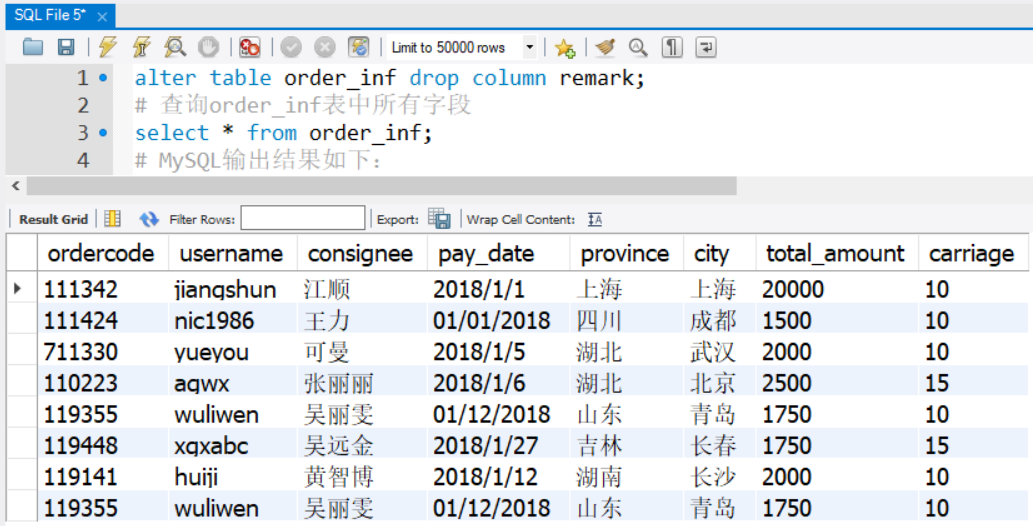 SQL File 5* ×
Limit to 50000 rows
1 alter table order_inf drop column remark;
2 # 查询order_inf表中所有字段
3 select * from order_inf;
4 # MySQL输出结果如下:
Result Grid Filter Rows: Export: Wrap Cell Content:
ordercode username consignee pay_date province city total_amount carriage
111342 jiangshun 江顺 2018/1/1 上海 上海 20000 10
111424 nic1986 王力 01/01/2018 四川 成都 1500 10
711330 yueyou 可曼 2018/1/5 湖北 武汉 2000 10
110223 aqwx 张丽丽 2018/1/6 湖北 北京 2500 15
119355 wuliwen 吴丽雯 01/12/2018 山东 青岛 1750 10
119448 xgxabc 吴远金 2018/1/27 吉林 长春 1750 15
119141 huiji 黄智博 2018/1/12 湖南 长沙 2000 10
119355 wuliwen 吴丽雯 01/12/2018 山东 青岛 1750 10